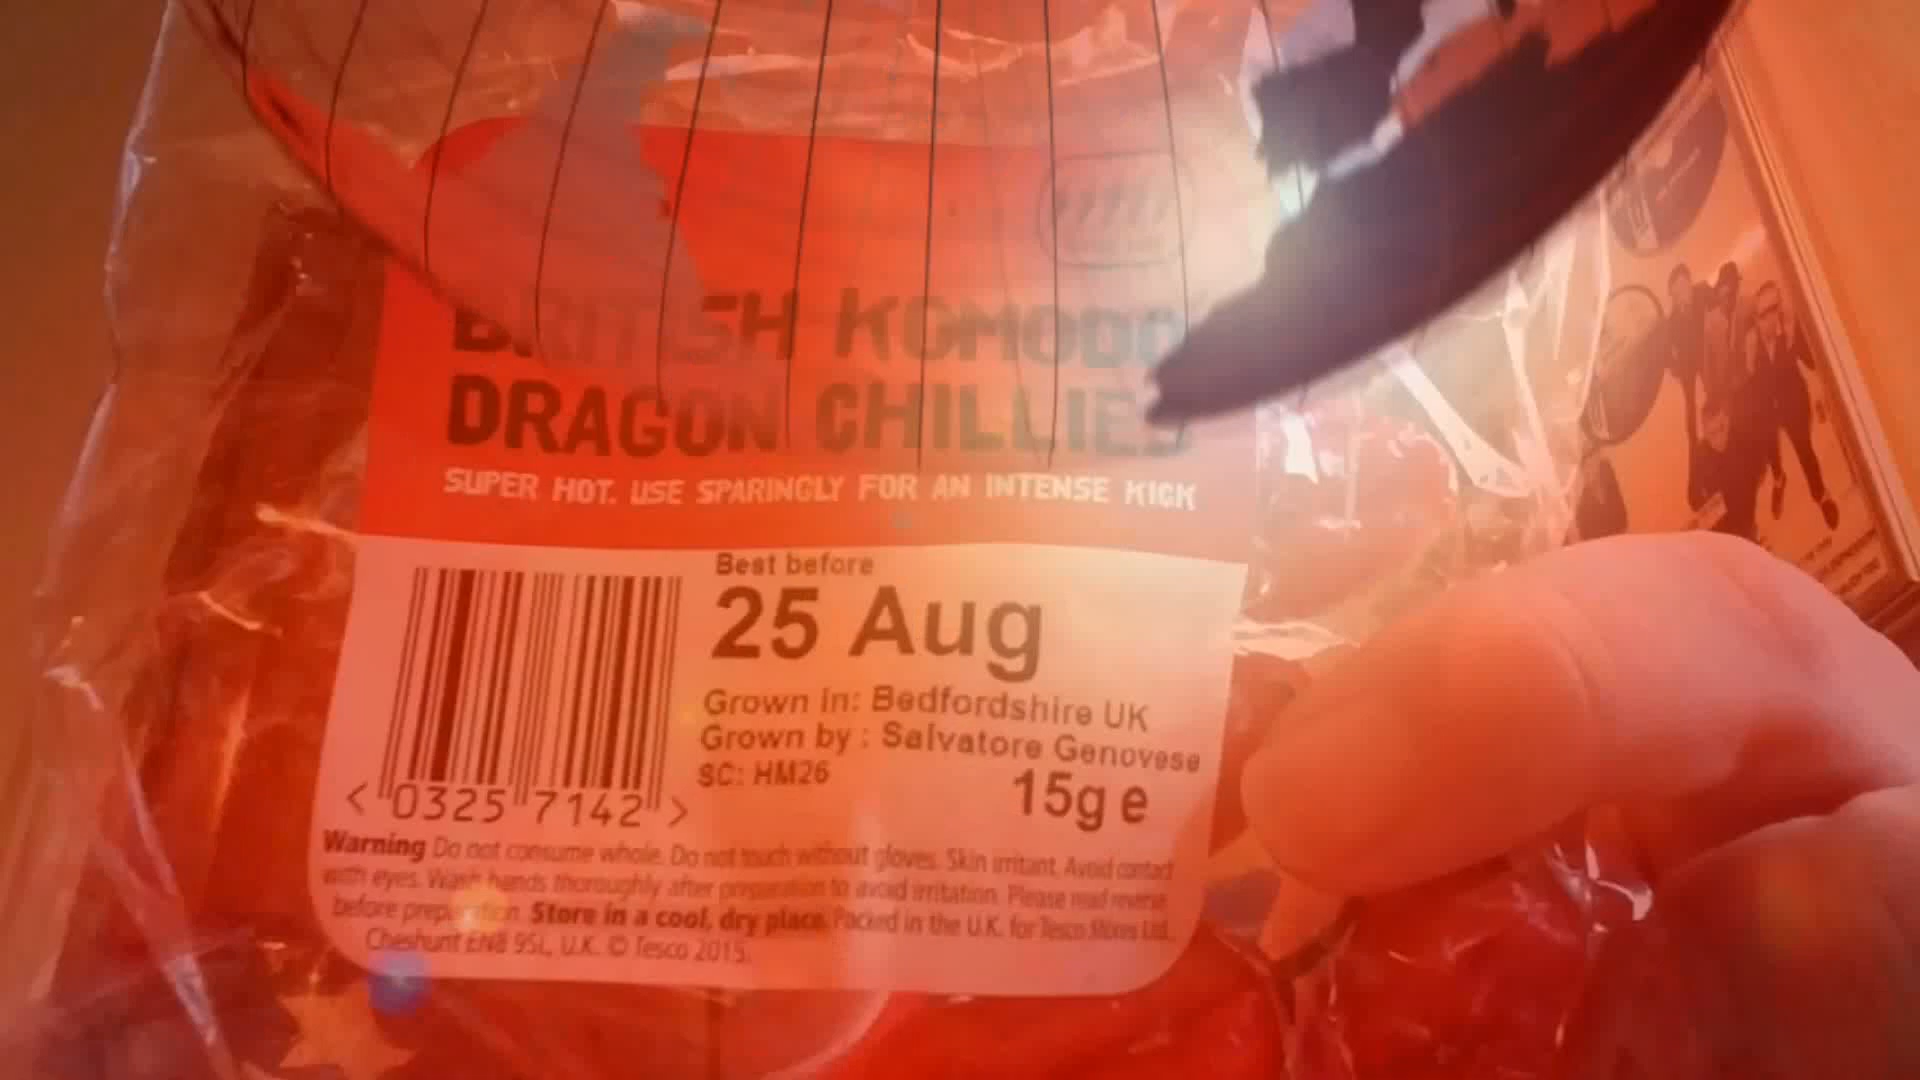 BRITISH KOMODO
DRAGON CHILLIES
SUPER HOT. USE SPARINGLY FOR AN INTENSE KICK
Best before
25 Aug
Grown in: Bedfordshire UK
Grown by : Salvatore Genovese
SC: HM26
15g e
< 0325 7142 >
Warning Do not consume whole. Do not touch without gloves. Skin irritant. Avoid contact
with eyes. Wash hands thoroughly after preparation to avoid irritation. Please read reverse
before preparation. Store in a cool, dry place. Packed in the U.K. for Tesco Stores Ltd.
Cheshunt EN8 9SL, U.K. © Tesco 2015.